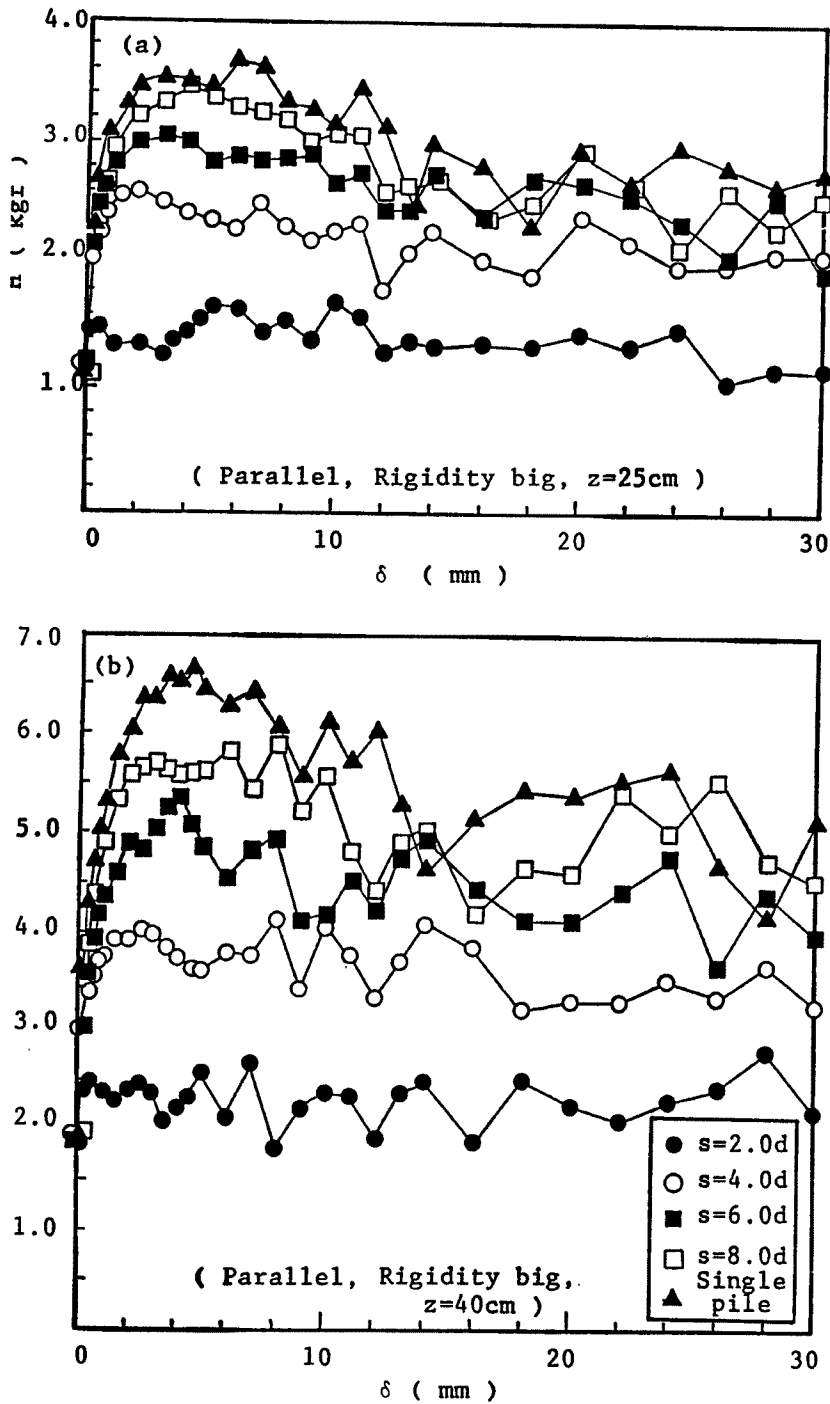 4.0
(a)
3.0
2.0
1.0
( Kgf )
( Parallel, Rigidity big, z=25cm )
0 10 20 30
δ ( mm )
7.0
(b)
6.0
5.0
4.0
3.0
2.0
1.0
s=2.0d
s=4.0d
s=6.0d
s=8.0d
Single
pile
( Parallel, Rigidity big,
z=40cm )
0 10 20 30
δ ( mm )